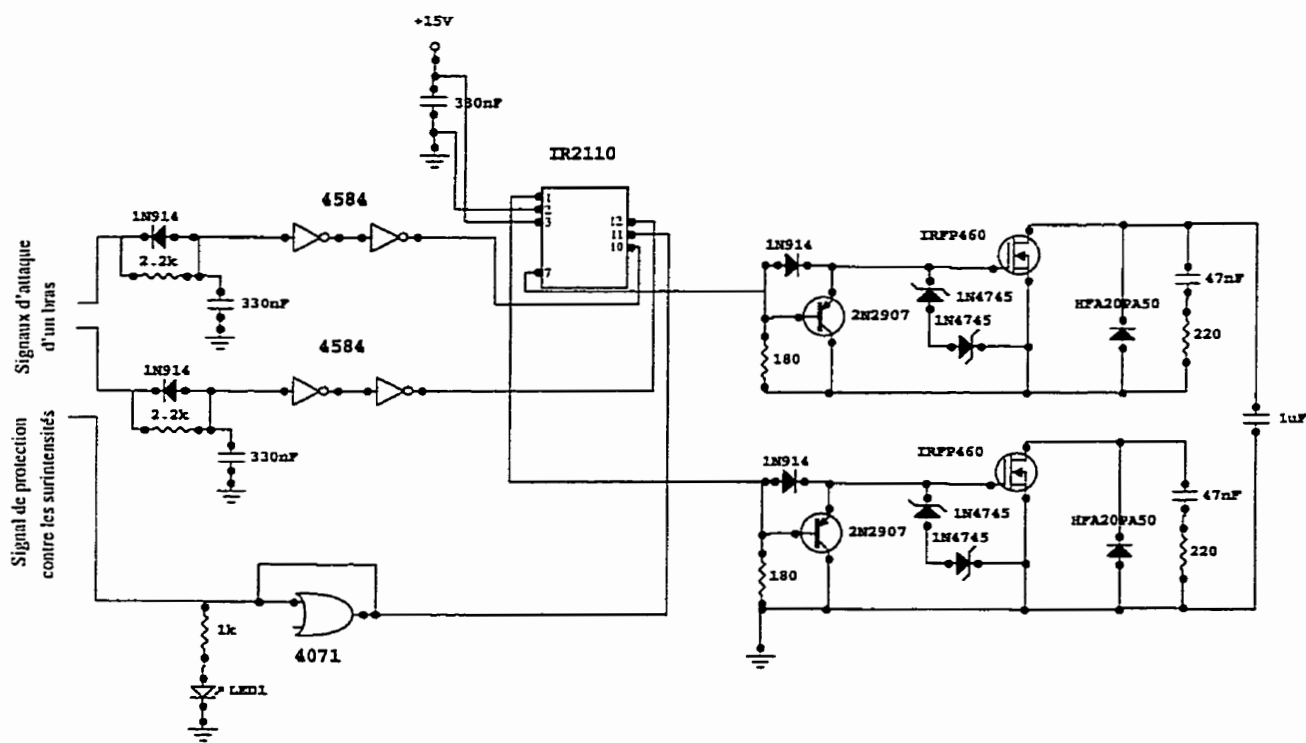 +15V
330nF
IR2110
1
2
3
7
12
11
10
4584
1N914
2.2k
330nF
Signaux d'attaque
d'un bras
4584
1N914
2.2k
330nF
Signal de protection
contre les surintensités
1k
LED1
4071
1N914
2N2907
180
IRFP460
1N4745
1N4745
HFA20PA50
47nF
220
1uF
1N914
2N2907
180
IRFP460
1N4745
1N4745
HFA20PA50
47nF
220